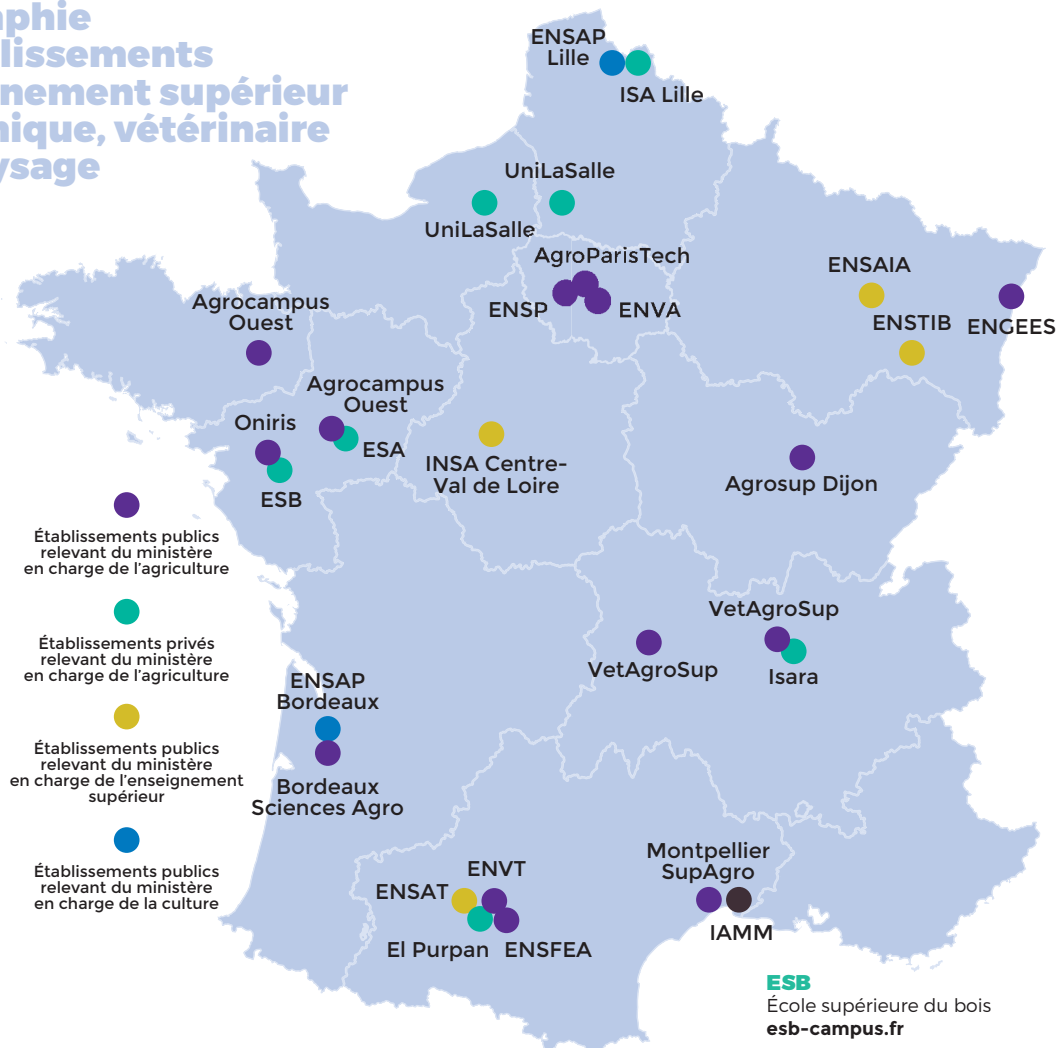 phie
lissements
nement supérieur
ique, vétérinaire
ysage
ENSAP
Lille
ISA Lille
UniLaSalle
UniLaSalle
AgroParisTech
ENSP
ENVA
ENSAIA
ENSTIB
ENGEES
Agrocampus
Ouest
Agrocampus
Ouest
Oniris
ESA
ESB
INSA Centre-
Val de Loire
Agrosup Dijon
Établissements publics
relevant du ministère
en charge de l'agriculture
Établissements privés
relevant du ministère
en charge de l'agriculture
Établissements publics
relevant du ministère
en charge de l'enseignement
supérieur
Établissements publics
relevant du ministère
en charge de la culture
VetAgroSup
VetAgroSup
Isara
ENSAP
Bordeaux
Bordeaux
Sciences Agro
ENVT
ENSAT
El Purpan
ENSFEA
Montpellier
SupAgro
IAMM
ESB
École supérieure du bois
esb-campus.fr